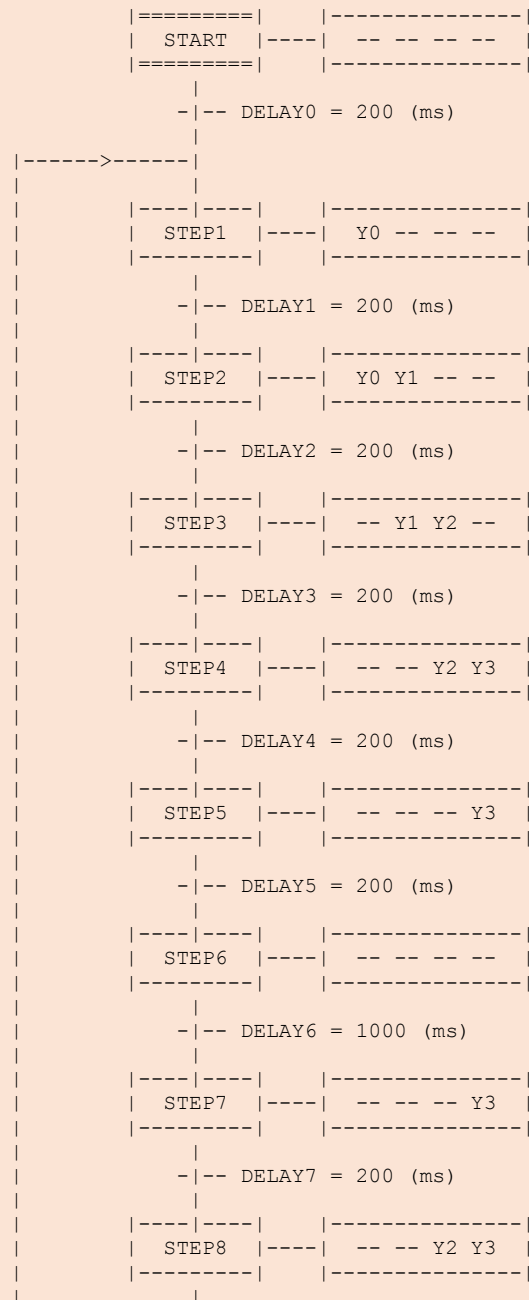 |=========|     |---------------|
|  START  |----|  -- -- -- --  |
|=========|     |---------------|
|
-|-- DELAY0 = 200 (ms)
|
|------>------|
|             |
|        |----|----|     |---------------|
|        |  STEP1  |----|  Y0 -- -- --  |
|        |---------|     |---------------|
|             |
|            -|-- DELAY1 = 200 (ms)
|             |
|        |----|----|     |---------------|
|        |  STEP2  |----|  Y0 Y1 -- --  |
|        |---------|     |---------------|
|             |
|            -|-- DELAY2 = 200 (ms)
|             |
|        |----|----|     |---------------|
|        |  STEP3  |----|  -- Y1 Y2 --  |
|        |---------|     |---------------|
|             |
|            -|-- DELAY3 = 200 (ms)
|             |
|        |----|----|     |---------------|
|        |  STEP4  |----|  -- -- Y2 Y3  |
|        |---------|     |---------------|
|             |
|            -|-- DELAY4 = 200 (ms)
|             |
|        |----|----|     |---------------|
|        |  STEP5  |----|  -- -- -- Y3  |
|        |---------|     |---------------|
|             |
|            -|-- DELAY5 = 200 (ms)
|             |
|        |----|----|     |---------------|
|        |  STEP6  |----|  -- -- -- --  |
|        |---------|     |---------------|
|             |
|            -|-- DELAY6 = 1000 (ms)
|             |
|        |----|----|     |---------------|
|        |  STEP7  |----|  -- -- -- Y3  |
|        |---------|     |---------------|
|             |
|            -|-- DELAY7 = 200 (ms)
|             |
|        |----|----|     |---------------|
|        |  STEP8  |----|  -- -- Y2 Y3  |
|        |---------|     |---------------|
|             |